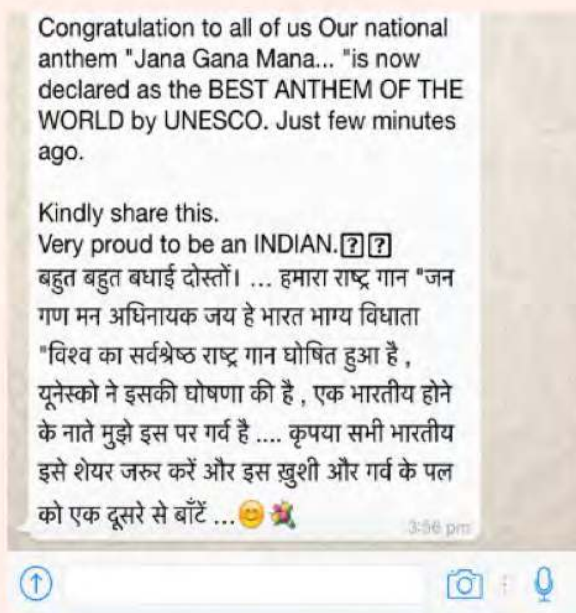 Congratulation to all of us Our national
anthem "Jana Gana Mana... "is now
declared as the BEST ANTHEM OF THE
WORLD by UNESCO. Just few minutes
ago.

Kindly share this.
Very proud to be an INDIAN.
बहुत बहुत बधाई दोस्तों। ... हमारा राष्ट्र गान "जन
गण मन अधिनायक जय हे भारत भाग्य विधाता
"विश्व का सर्वश्रेष्ठ राष्ट्र गान घोषित हुआ है ,
यूनेस्को ने इसकी घोषणा की है , एक भारतीय होने
के नाते मुझे इस पर गर्व है .... कृपया सभी भारतीय
इसे शेयर जरुर करें और इस ख़ुशी और गर्व के पल
को एक दूसरे से बाँटें ...😊💐
3:56 pm